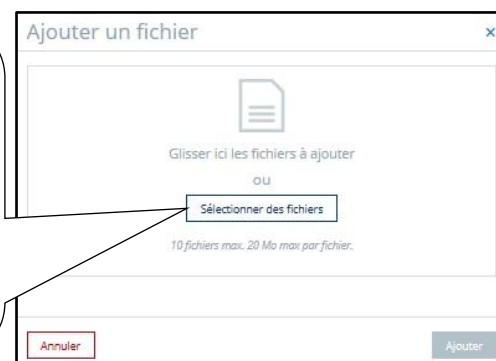 Ajouter un fichier
×
Glisser ici les fichiers à ajouter
ou
Sélectionner des fichiers
10 fichiers max. 20 Mo max par fichier.
Annuler
Ajouter